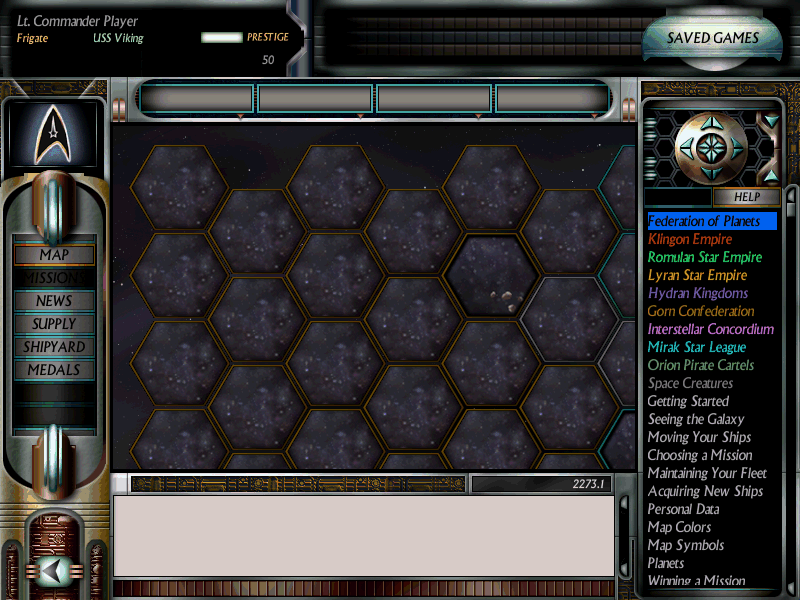 Lt. Commander Player
Frigate USS Viking PRESTIGE
50
SAVED GAMES
MAP
MISSIONS
NEWS
SUPPLY
SHIPYARD
MEDALS
2273.1
HELP
Federation of Planets
Klingon Empire
Romulan Star Empire
Lyran Star Empire
Hydran Kingdoms
Gorn Confederation
Interstellar Concordium
Mirak Star League
Orion Pirate Cartels
Space Creatures
Getting Started
Seeing the Galaxy
Moving Your Ships
Choosing a Mission
Maintaining Your Fleet
Acquiring New Ships
Personal Data
Map Colors
Map Symbols
Planets
Winning a Mission